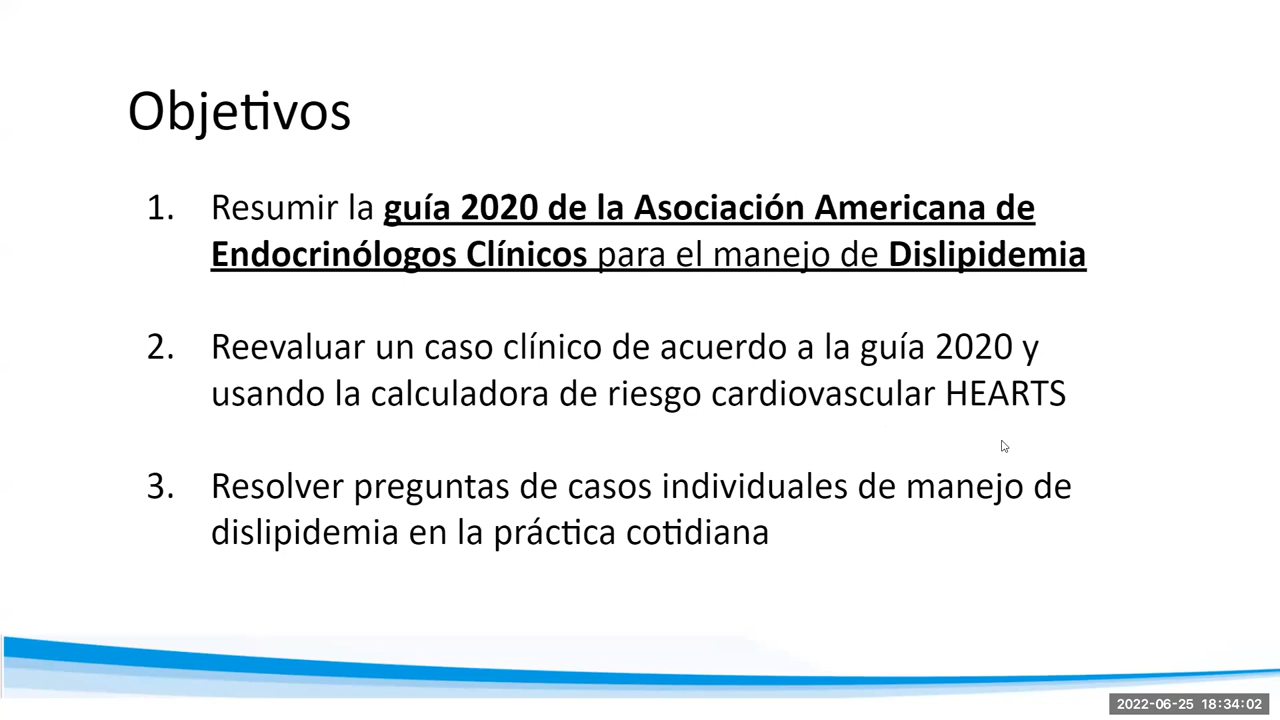 Objetivos
1. Resumir la guía 2020 de la Asociación Americana de
Endocrinólogos Clínicos para el manejo de Dislipidemia
2. Reevaluar un caso clínico de acuerdo a la guía 2020 y
usando la calculadora de riesgo cardiovascular HEARTS
3. Resolver preguntas de casos individuales de manejo de
dislipidemia en la práctica cotidiana
2022-06-25 18:34:02